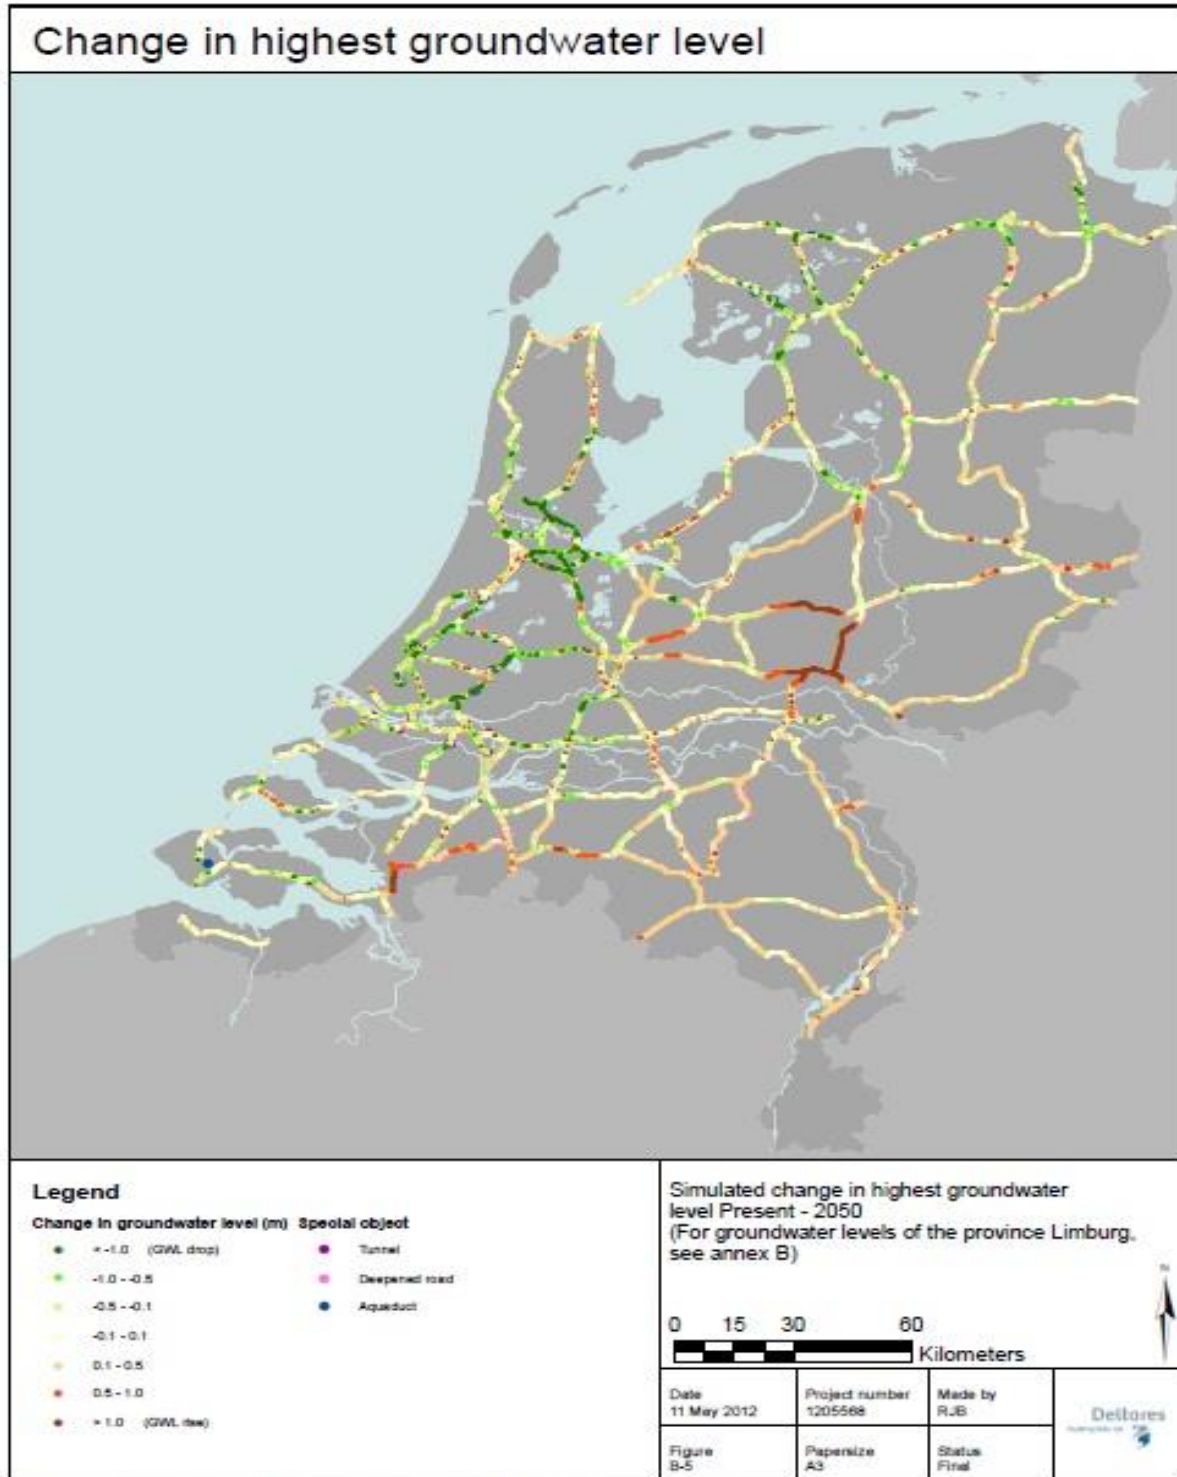 Change in highest groundwater level
Legend
Change in groundwater level (m) Special object
< -1.0 (GWL drop) Tunnel
-1.0 - -0.5 Deepened road
-0.5 - -0.1 Aqueduct
-0.1 - 0.1
0.1 - 0.5
0.5 - 1.0
> 1.0 (GWL rise)
Simulated change in highest groundwater
level Present - 2050
(For groundwater levels of the province Limburg,
see annex B)
N
0 15 30 60
Kilometers
Date Project number Made by
11 May 2012 1205568 RJB
Deltares
Figure Papersize Status
B-5 A3 Final